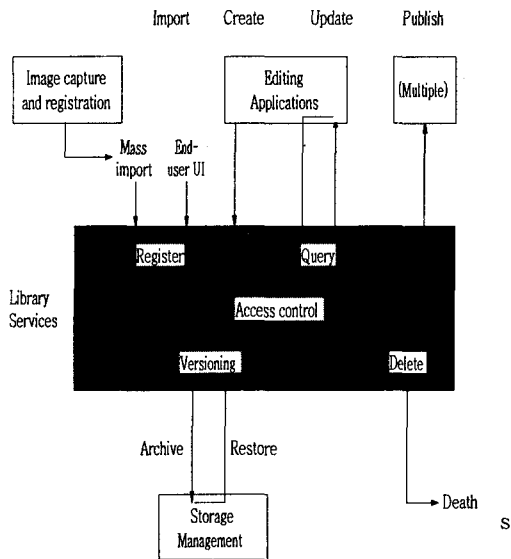 Import Create Update Publish
Image capture
and registration
Editing
Applications
(Multiple)
Mass
import
End-
user UI
Register
Query
Library
Services
Access control
Versioning
Delete
Archive
Restore
Death
S
Storage
Management